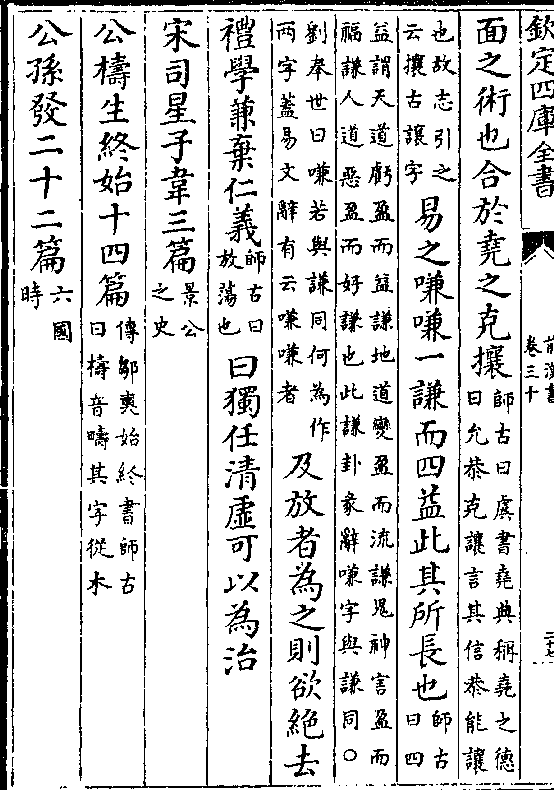 欽定四庫全書
前漢書
卷三十
面之術也合於堯之克攘師古曰虞書堯典稱堯之德曰允恭克讓言其信恭能讓
也故志引之云攘古讓字易之嗛嗛一謙而四益此其所長也師古曰四
益謂天道虧盈而益謙地道變盈而流謙鬼神害盈而福謙人道惡盈而好謙也此謙卦彖辭嗛字與謙同○
劉奉世曰嗛若與謙同何為作兩字蓋易文辭有云嗛嗛者及放者為之則欲絶去
禮學兼棄仁義師古曰放蕩也曰獨任清虛可以為治
宋司星子韋三篇景公之史
公檮生終始十四篇傳鄒奭始終書師古曰檮音疇其字從木
公孫發二十二篇六國時